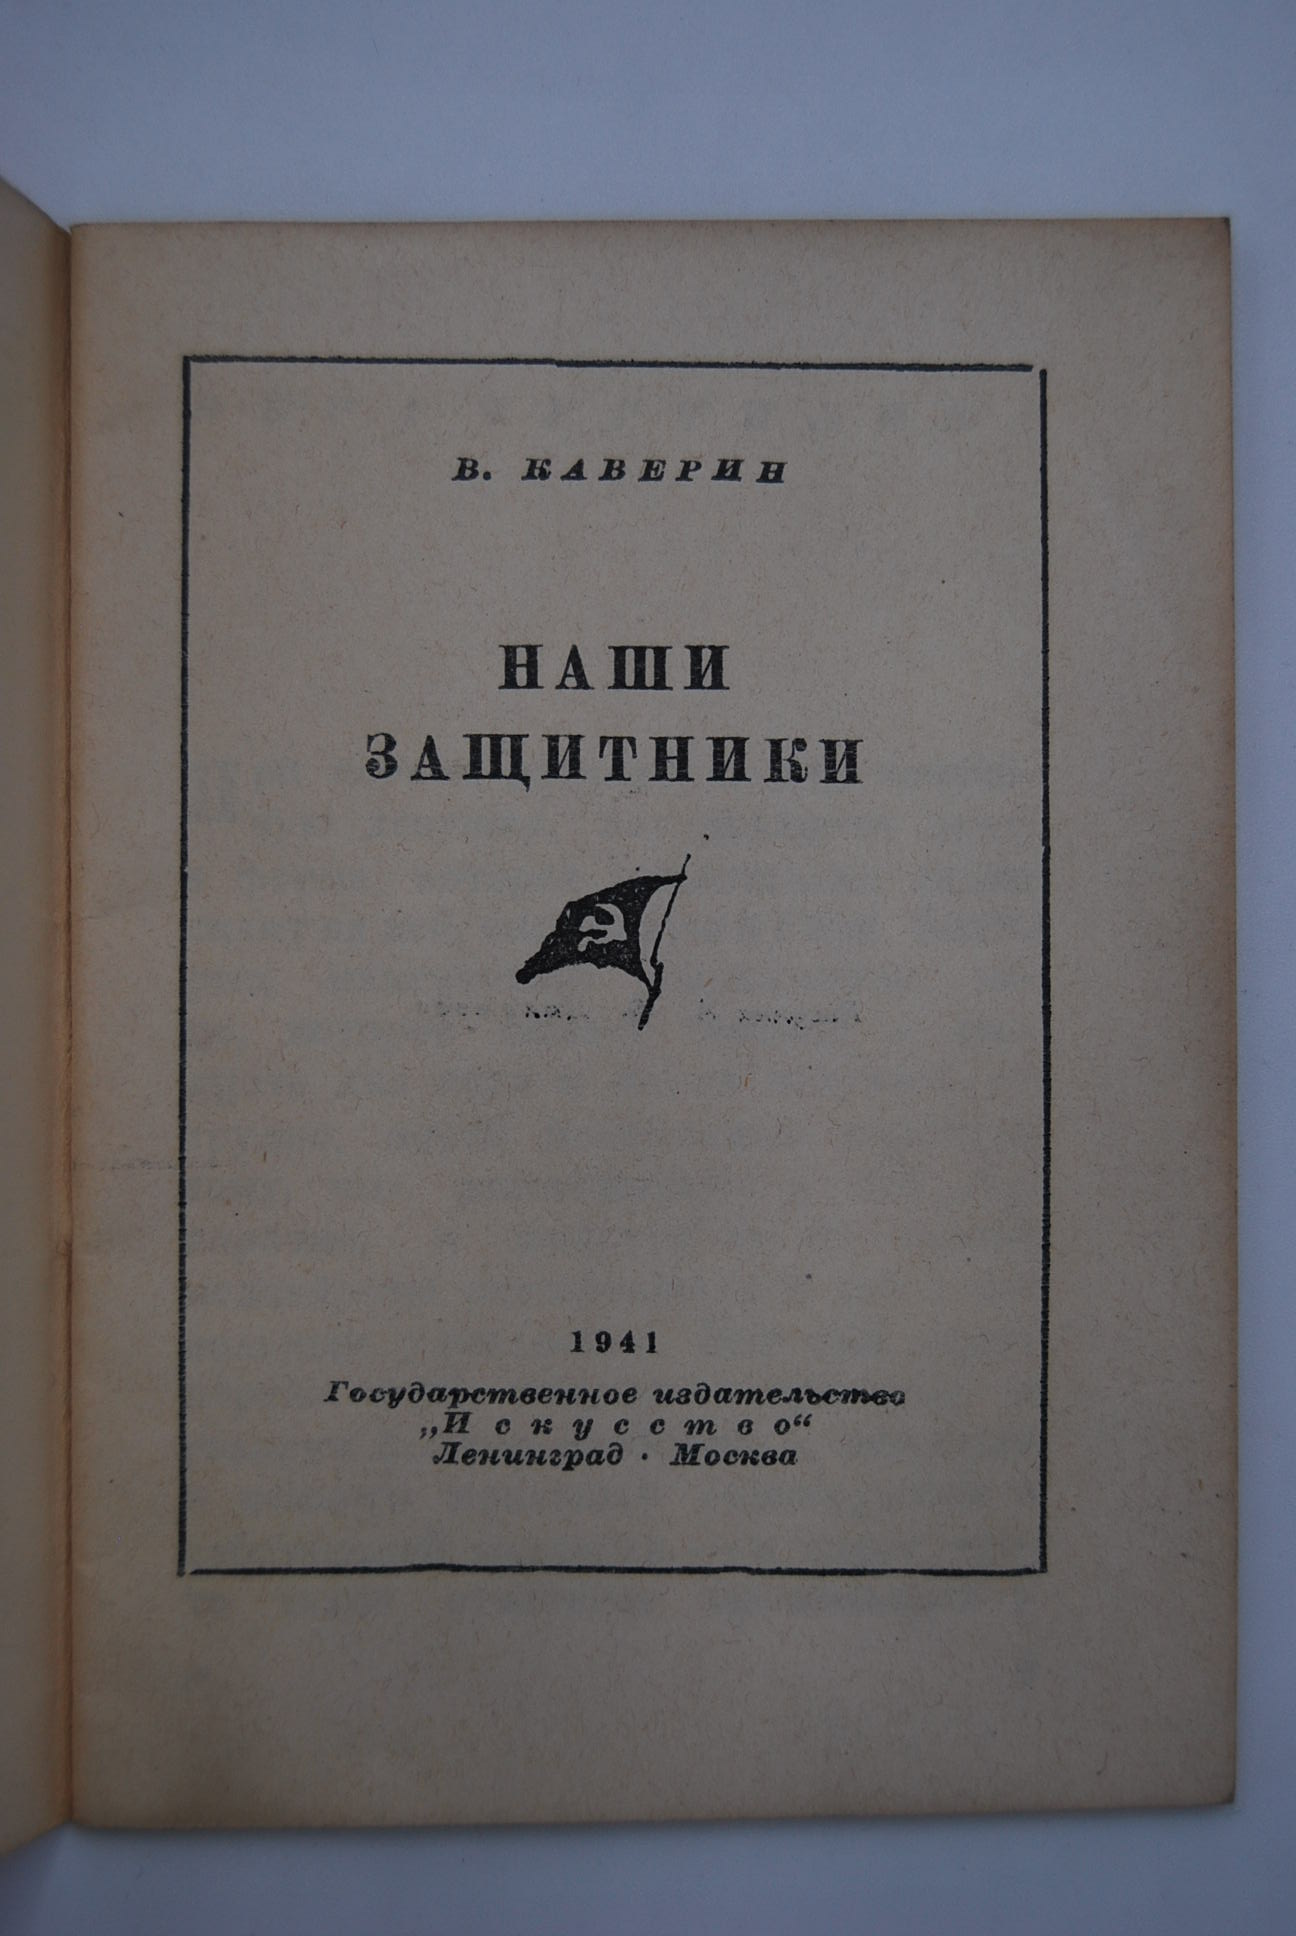 В. КАВЕРИН
НАШИ
ЗАЩИТНИКИ
1941
Государственное издательство
„Искусство“
Ленинград · Москва